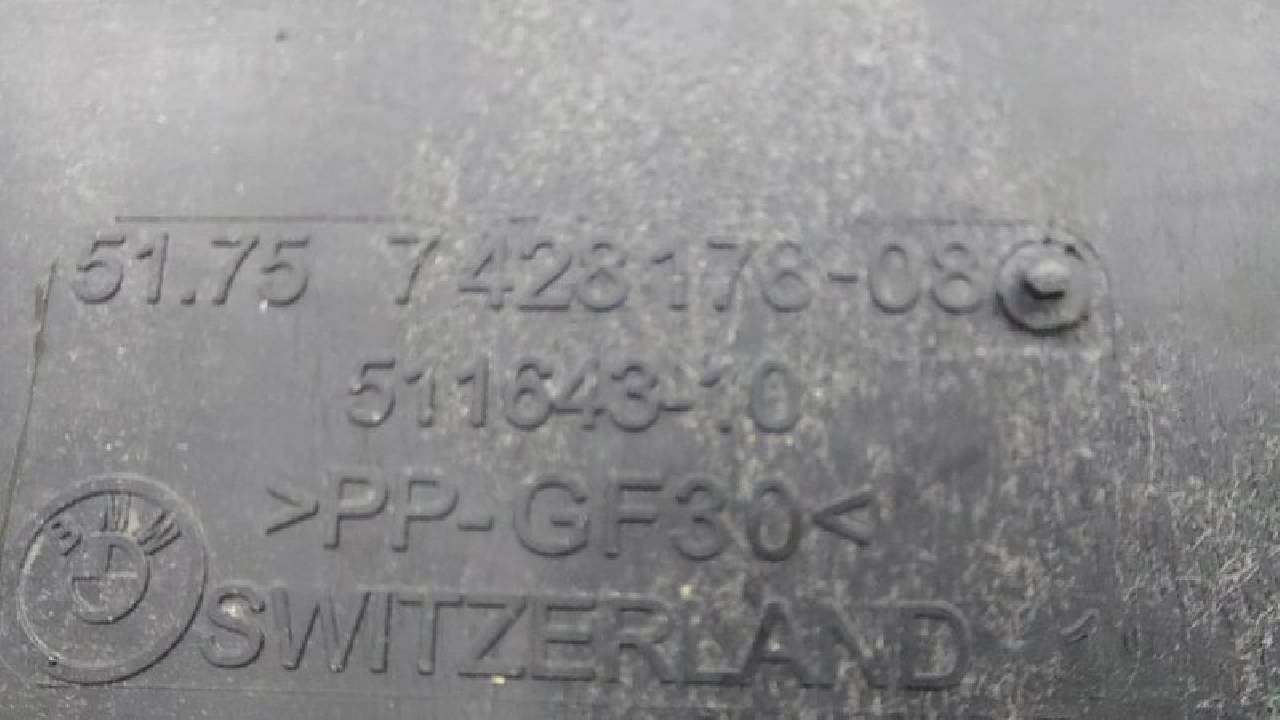 51.75 7 428176-08
511643-10
>PP-GF30<
BMW
SWITZERLAND